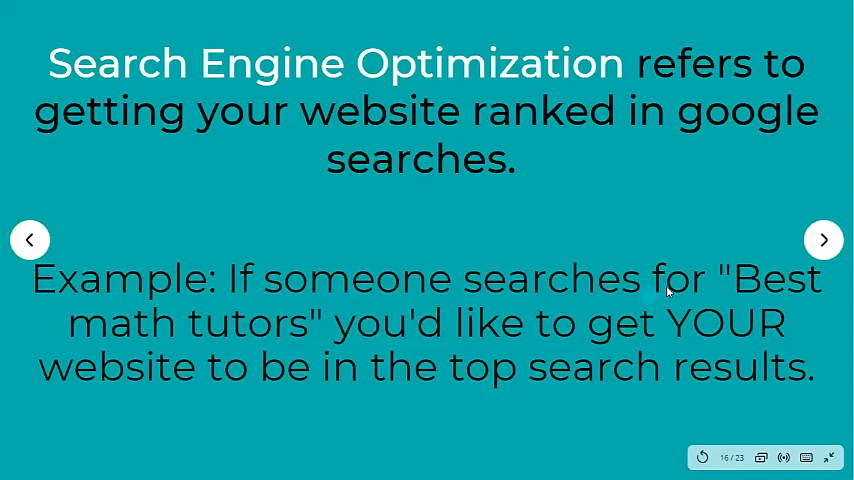 Search Engine Optimization refers to
getting your website ranked in google
searches.
Example: If someone searches for "Best
math tutors" you'd like to get YOUR
website to be in the top search results.
16 / 23